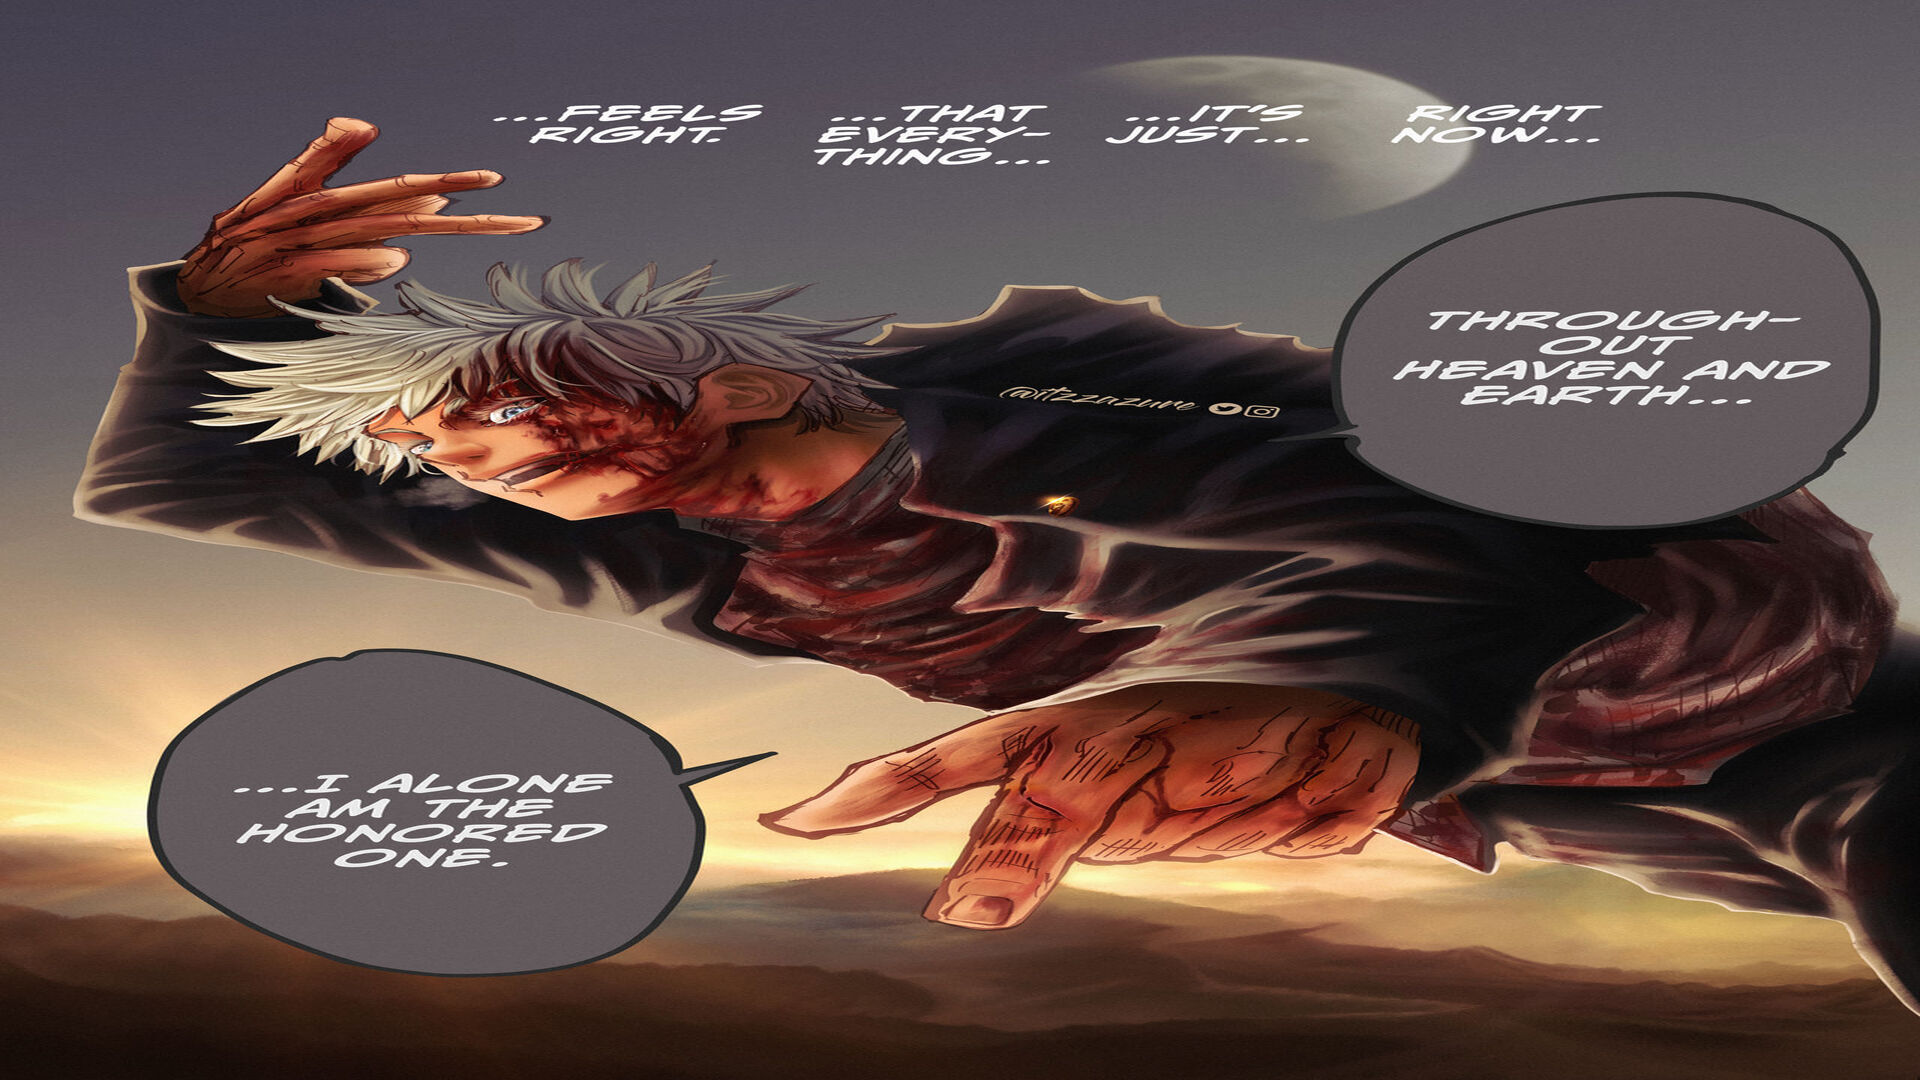 RIGHT
NOW...
...IT'S
JUST...
...THAT
EVERY-
THING...
...FEELS
RIGHT.
THROUGH-
OUT
HEAVEN AND
EARTH...
@itzzazure
...I ALONE
AM THE
HONORED
ONE.